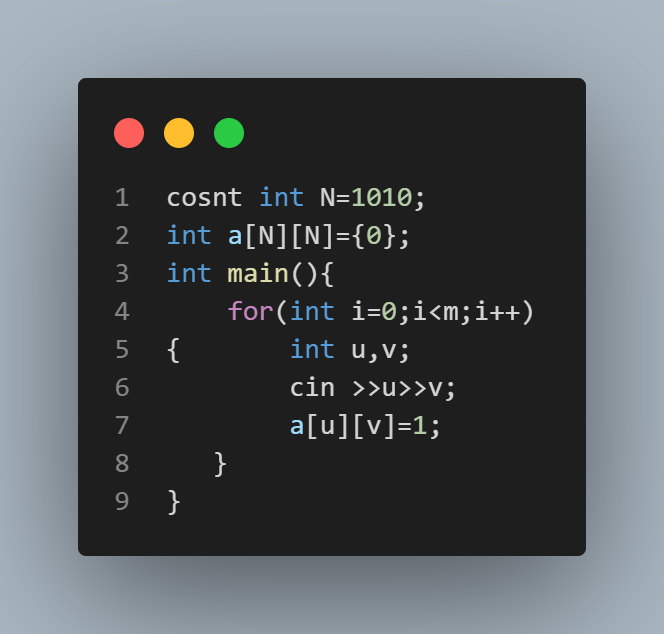 1 cosnt int N=1010;
2 int a[N][N]={0};
3 int main(){
4     for(int i=0;i<m;i++)
5 {       int u,v;
6         cin >>u>>v;
7         a[u][v]=1;
8    }
9 }